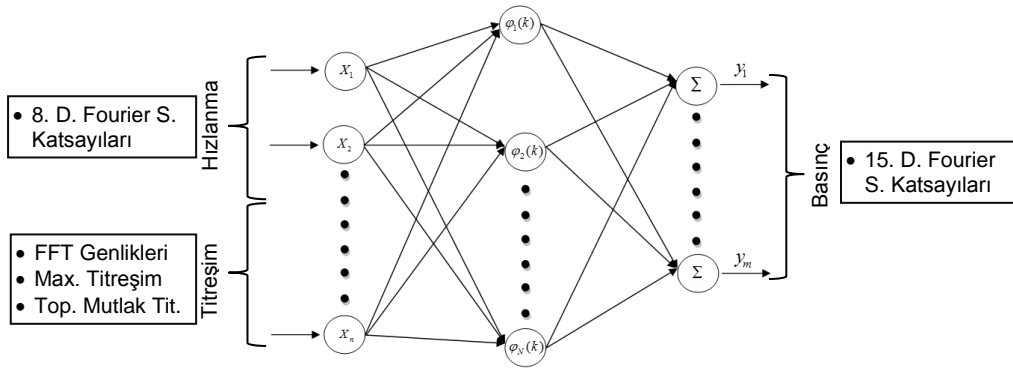 • 8. D. Fourier S.
Katsayıları
• FFT Genlikleri
• Max. Titreşim
• Top. Mutlak Tit.
Hızlanma
Titreşim
X₁
X₂
Xₙ
φ₁(k)
φ₂(k)
φ_N(k)
Σ
Σ
y₁
yₘ
Basınç
• 15. D. Fourier
S. Katsayıları